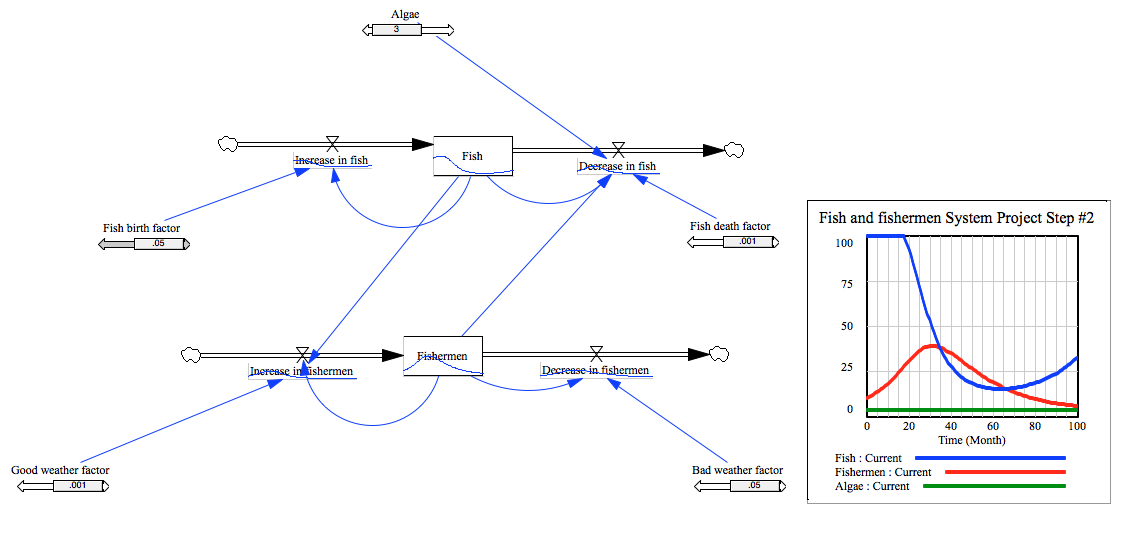 Algae
3
Fish
Increase in fish
Decrease in fish
Fish birth factor
.05
Fish death factor
.001
Fishermen
Increase in fishermen
Decrease in fishermen
Good weather factor
.001
Bad weather factor
.05
Fish and fishermen System Project Step #2
100
75
50
25
0
0 20 40 60 80 100
Time (Month)
Fish : Current
Fishermen : Current
Algae : Current